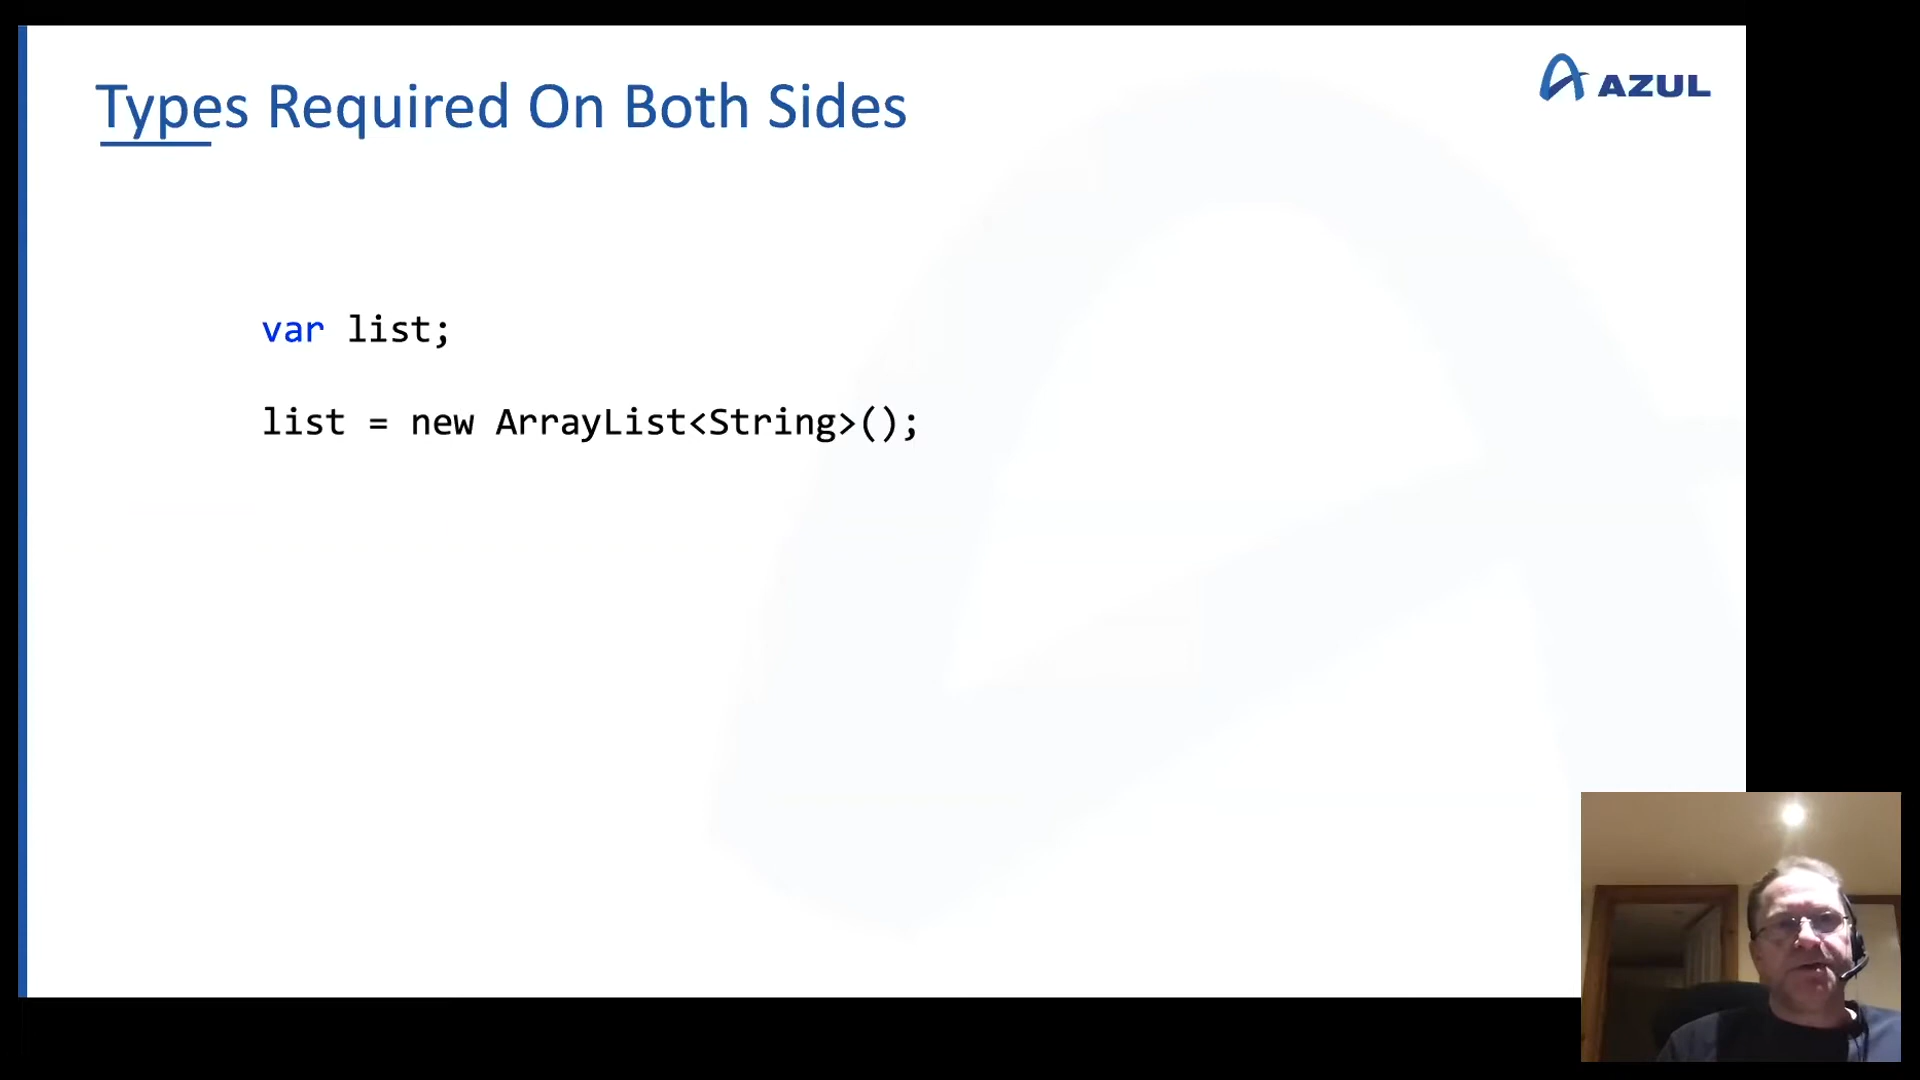 Types Required On Both Sides
AZUL
var list;
list = new ArrayList<String>();